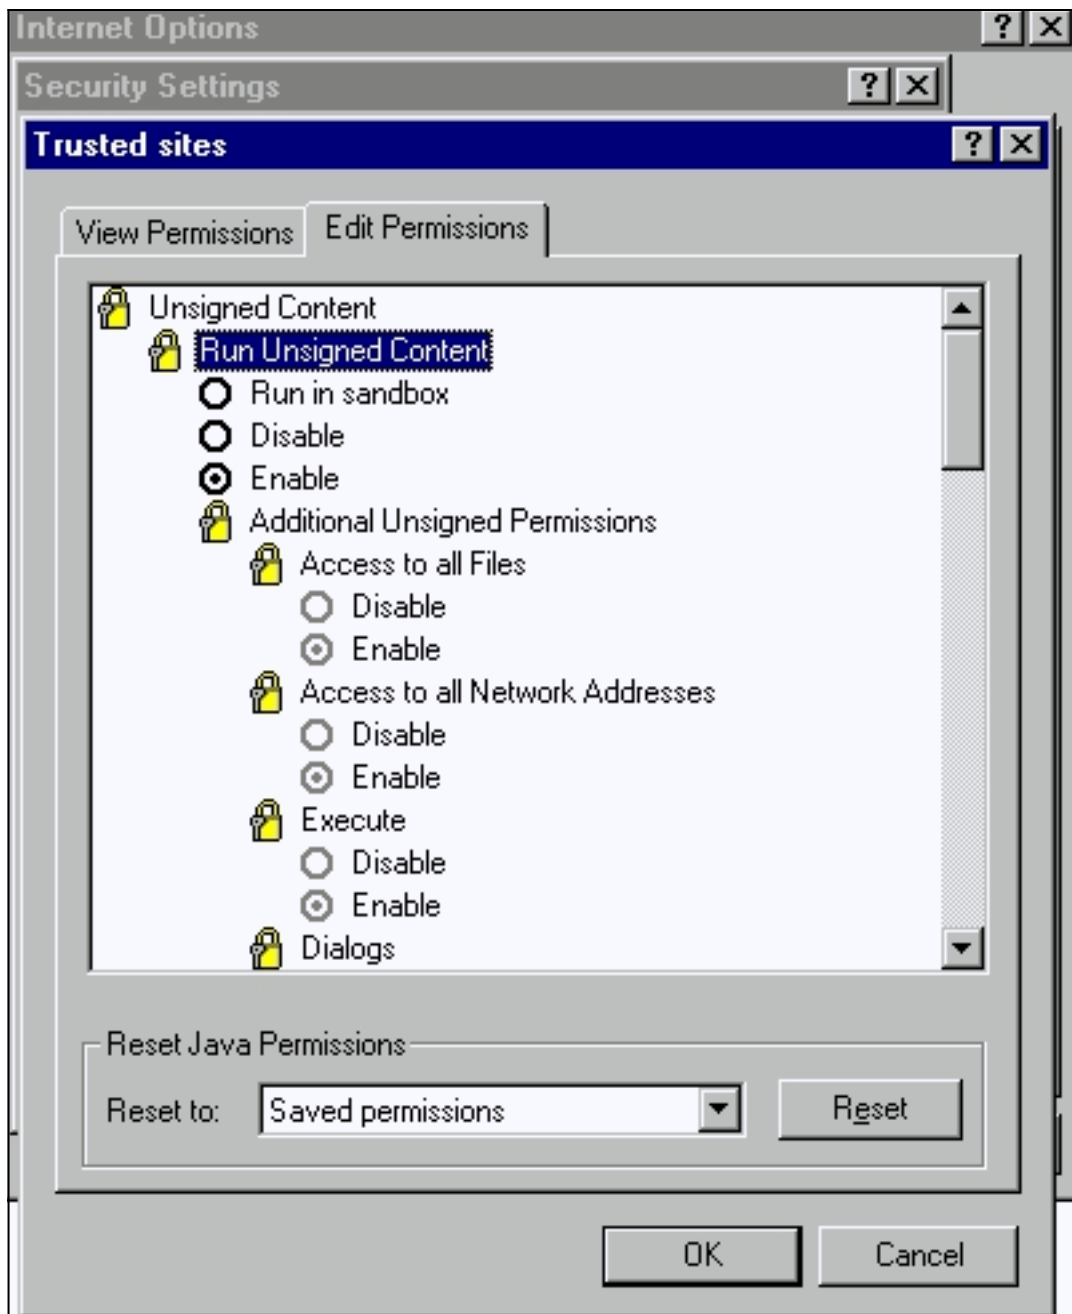 Internet Options
Security Settings
Trusted sites
View Permissions
Edit Permissions
Unsigned Content
Run Unsigned Content
Run in sandbox
Disable
Enable
Additional Unsigned Permissions
Access to all Files
Disable
Enable
Access to all Network Addresses
Disable
Enable
Execute
Disable
Enable
Dialogs
Reset Java Permissions
Reset to: Saved permissions Reset
OK Cancel